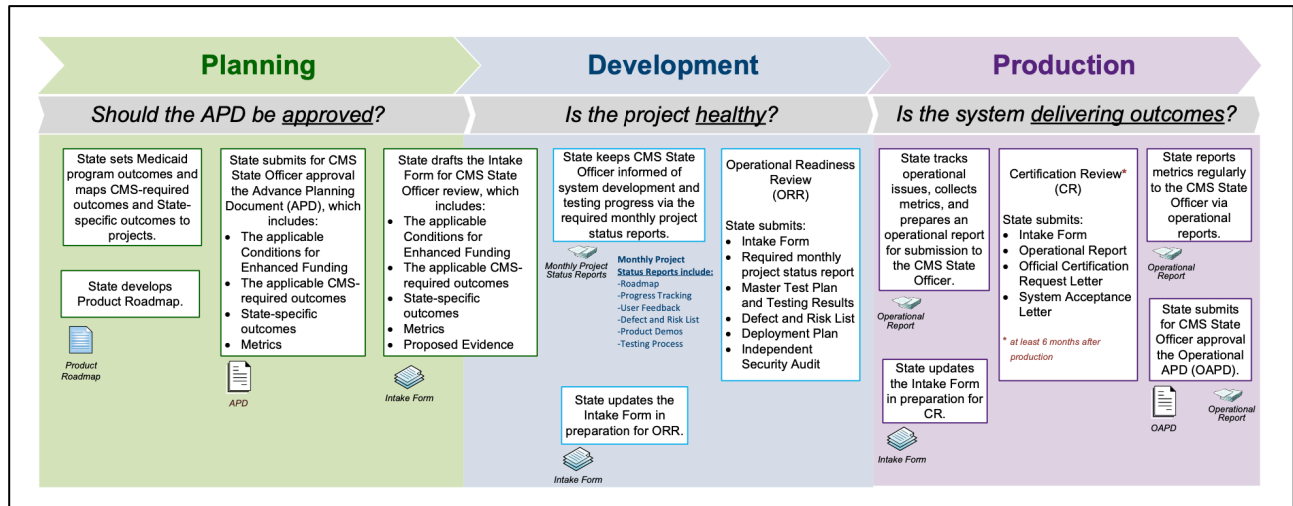 Planning
Development
Production
Should the APD be approved?
Is the project healthy?
Is the system delivering outcomes?
State sets Medicaid
program outcomes and
maps CMS-required
outcomes and State-
specific outcomes to
projects.
State develops
Product Roadmap.
Product
Roadmap
State submits for CMS
State Officer approval
the Advance Planning
Document (APD), which
includes:
• The applicable
Conditions for
Enhanced Funding
• The applicable CMS-
required outcomes
• State-specific
outcomes
• Metrics
APD
State drafts the Intake
Form for CMS State
Officer review, which
includes:
• The applicable
Conditions for
Enhanced Funding
• The applicable CMS-
required outcomes
• State-specific
outcomes
• Metrics
• Proposed Evidence
Intake Form
State keeps CMS State
Officer informed of
system development and
testing progress via the
required monthly project
status reports.
Monthly Project
Status Reports
Monthly Project
Status Reports include:
-Roadmap
-Progress Tracking
-User Feedback
-Defect and Risk List
-Product Demos
-Testing Process
State updates the
Intake Form in
preparation for ORR.
Intake Form
Operational Readiness
Review
(ORR)
State submits:
• Intake Form
• Required monthly
project status report
• Master Test Plan
and Testing Results
• Defect and Risk List
• Deployment Plan
• Independent
Security Audit
State tracks
operational
issues, collects
metrics, and
prepares an
operational report
for submission to
the CMS State
Officer.
Operational
Report
State updates
the Intake Form
in preparation for
CR.
Intake Form
Certification Review*
(CR)
State submits:
• Intake Form
• Operational Report
• Official Certification
Request Letter
• System Acceptance
Letter
* at least 6 months after
production
State reports
metrics regularly
to the CMS State
Officer via
operational
reports.
Operational
Report
State submits
for CMS State
Officer approval
the Operational
APD (OAPD).
OAPD
Operational
Report